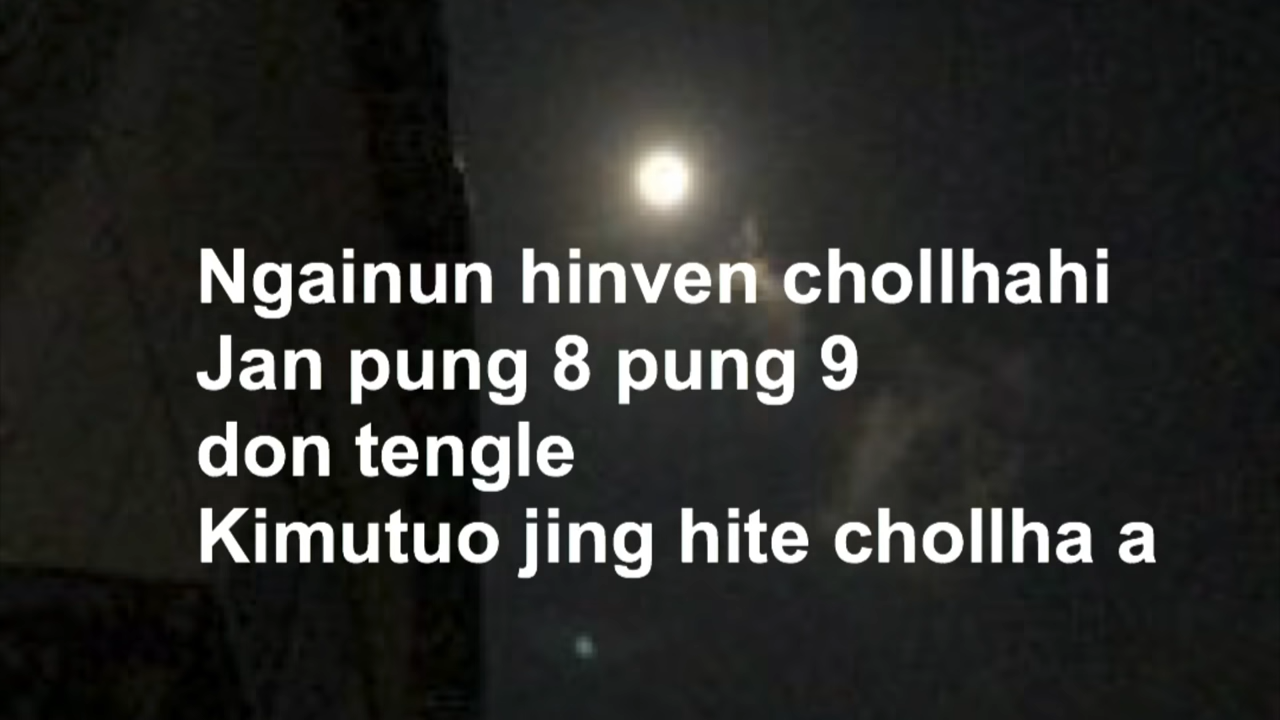 Ngainun hinven chollhahi
Jan pung 8 pung 9
don tengle
Kimutuo jing hite chollha a